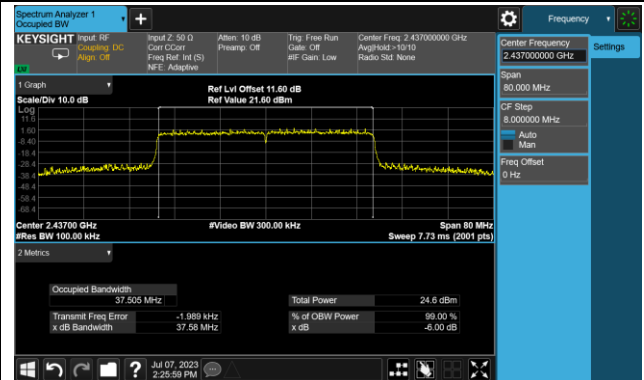 Spectrum Analyzer 1
Occupied BW
Frequency
KEYSIGHT
Input: RF
Coupling: DC
Align: Off
Input Z: 50 Ω
Corr CCorr
Freq Ref: Int (S)
NFE: Adaptive
Atten: 10 dB
Preamp: Off
Trig: Free Run
Gate: Off
#IF Gain: Low
Center Freq: 2.437000000 GHz
Avg|Hold:>10/10
Radio Std: None
Center Frequency
2.437000000 GHz
Settings
Span
80.000 MHz
CF Step
8.000000 MHz
Auto
Man
Freq Offset
0 Hz
1 Graph
Scale/Div 10.0 dB
Ref Lvl Offset 11.60 dB
Ref Value 21.60 dBm
Log
11.6
1.60
-8.40
-18.4
-28.4
-38.4
-48.4
-58.4
-68.4
Center 2.43700 GHz
#Res BW 100.00 kHz
#Video BW 300.00 kHz
Span 80 MHz
Sweep 7.73 ms (2001 pts)
2 Metrics
Occupied Bandwidth
37.505 MHz
Total Power 24.6 dBm
Transmit Freq Error -1.989 kHz
% of OBW Power 99.00 %
x dB Bandwidth 37.58 MHz
x dB -6.00 dB
Jul 07, 2023
2:25:59 PM